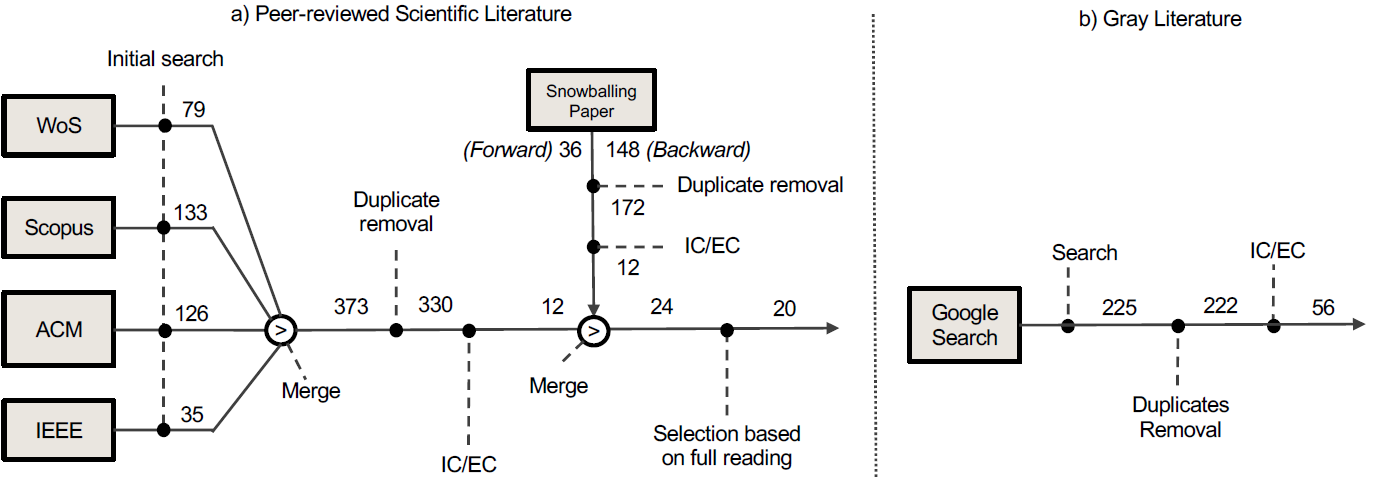 a) Peer-reviewed Scientific Literature
b) Gray Literature
Initial search
WoS
79
Scopus
133
ACM
126
IEEE
35
>
Merge
373
Duplicate
removal
330
IC/EC
12
Snowballing
Paper
(Forward) 36
148 (Backward)
Duplicate removal
172
IC/EC
12
>
Merge
24
Selection based
on full reading
20
Google
Search
Search
225
Duplicates
Removal
222
IC/EC
56